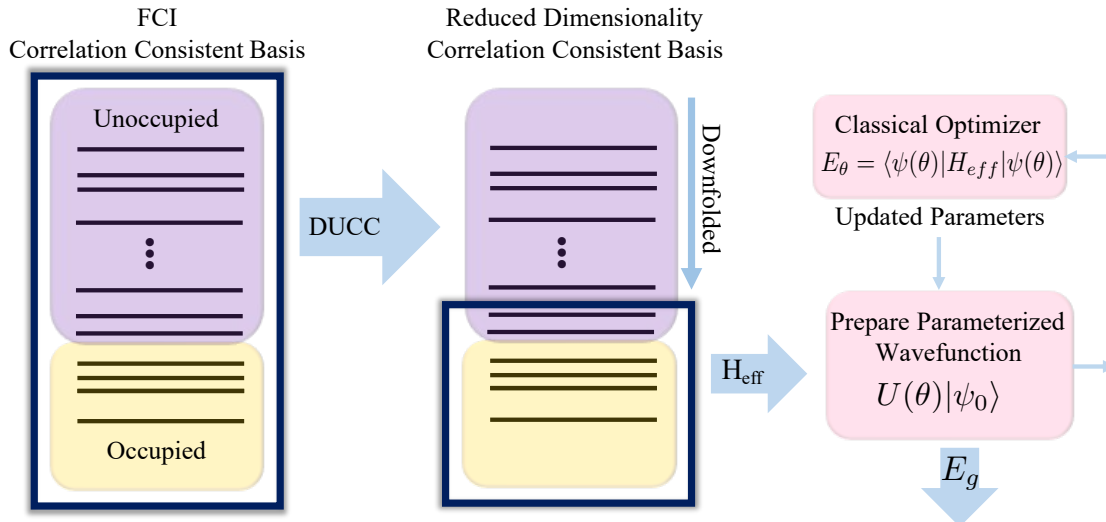 FCI
Correlation Consistent Basis
Unoccupied
Occupied
DUCC
Reduced Dimensionality
Correlation Consistent Basis
Downfolded
H_eff
Classical Optimizer
E_θ = ⟨ψ(θ)|H_eff|ψ(θ)⟩
Updated Parameters
Prepare Parameterized
Wavefunction
U(θ)|ψ_0⟩
E_g